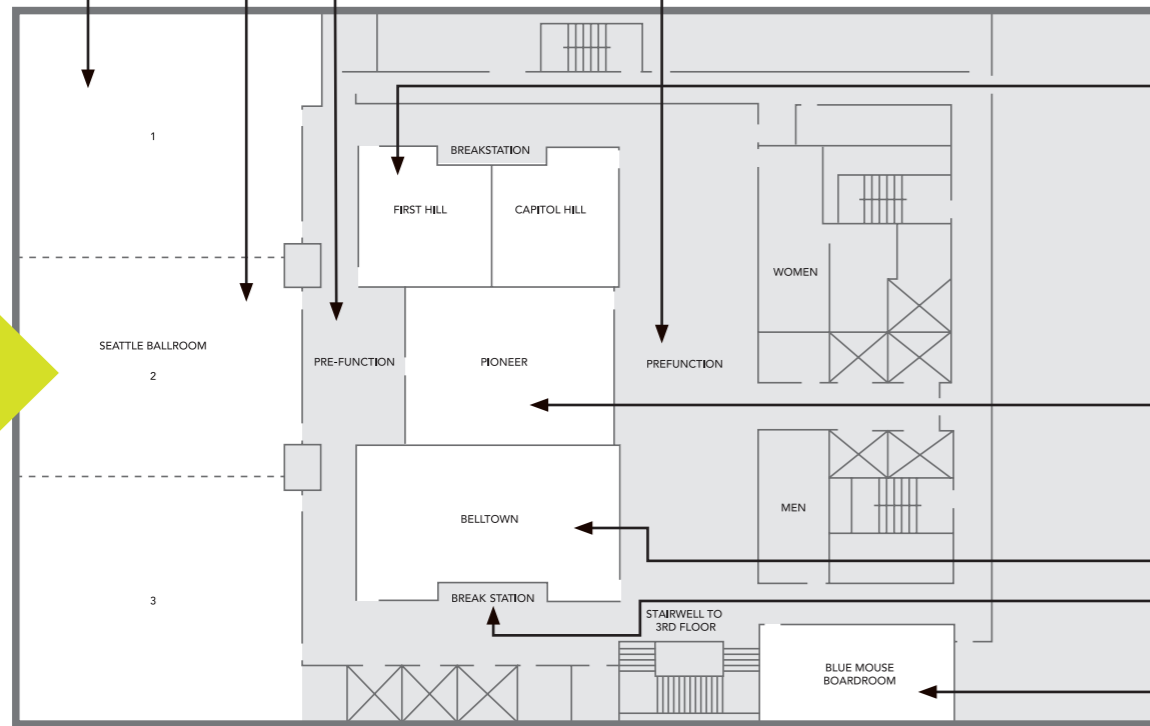 1
BREAKSTATION
FIRST HILL
CAPITOL HILL
WOMEN
SEATTLE BALLROOM
2
PRE-FUNCTION
PIONEER
PREFUNCTION
BELLTOWN
MEN
3
BREAK STATION
STAIRWELL TO
3RD FLOOR
BLUE MOUSE
BOARDROOM